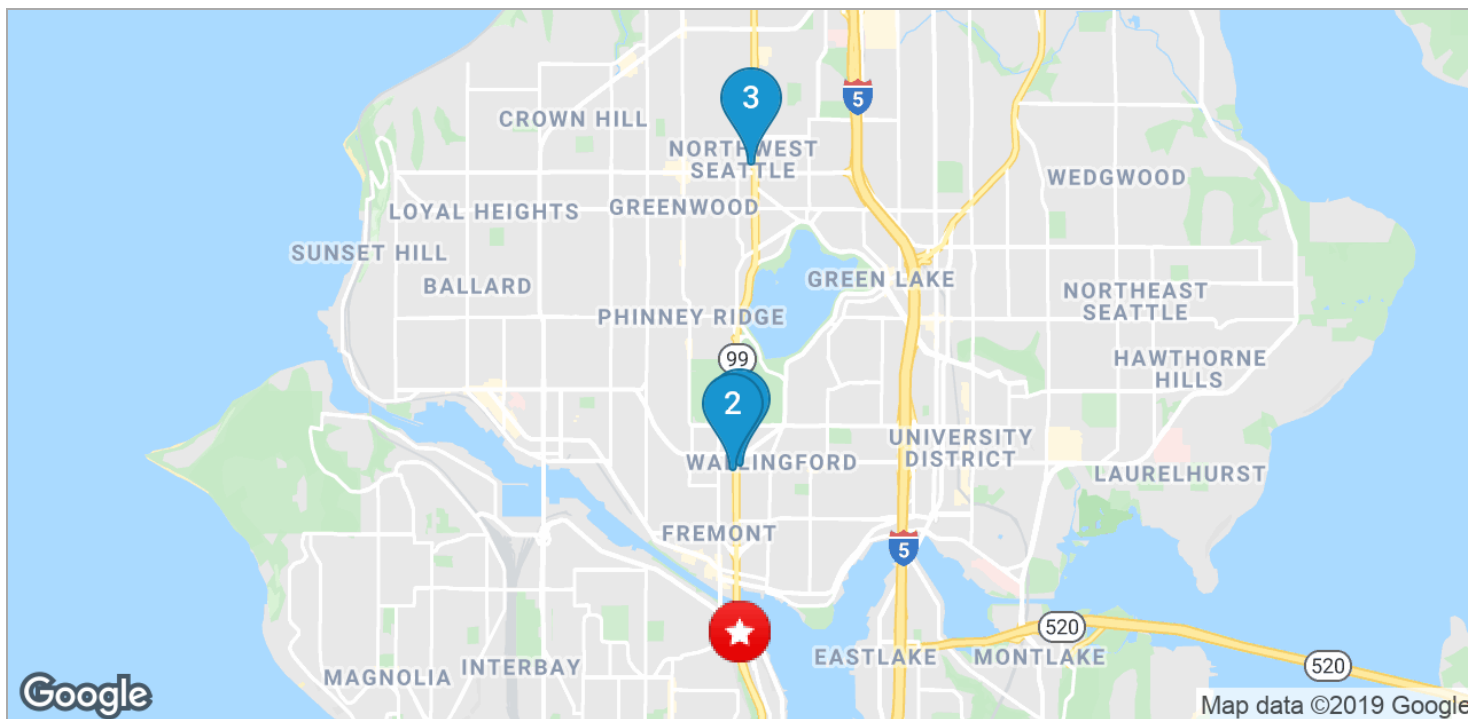 3
5
CROWN HILL
NORTHWEST
SEATTLE
WEDGWOOD
LOYAL HEIGHTS
GREENWOOD
SUNSET HILL
BALLARD
GREEN LAKE
NORTHEAST
SEATTLE
PHINNEY RIDGE
99
HAWTHORNE
HILLS
2
UNIVERSITY
DISTRICT
WALLINGFORD
LAURELHURST
FREMONT
5
520
EASTLAKE
MONTLAKE
520
INTERBAY
MAGNOLIA
Google
Map data ©2019 Google